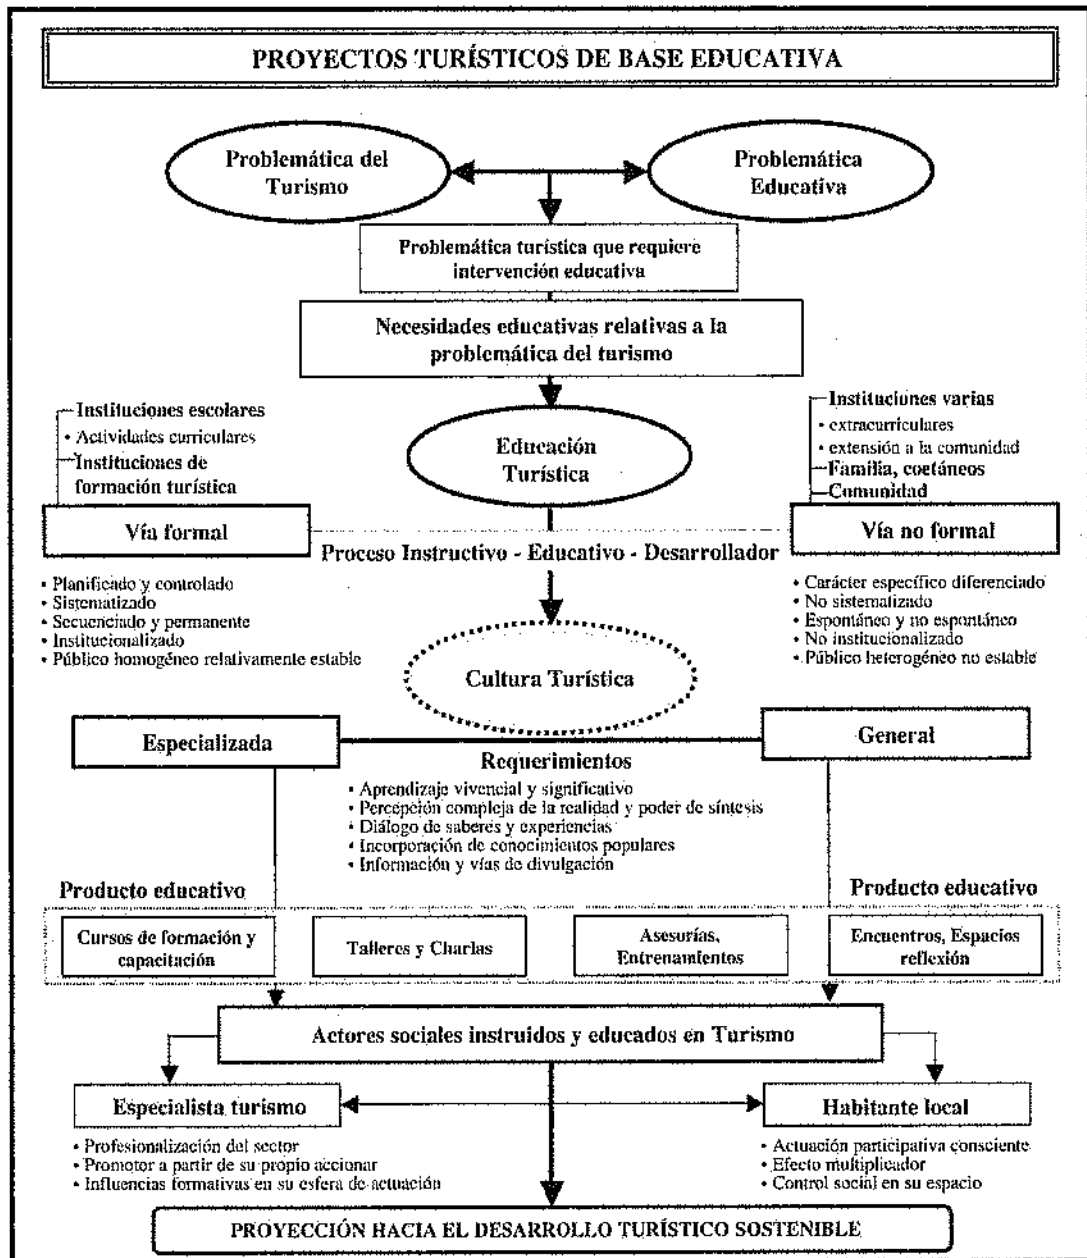 PROYECTOS TURÍSTICOS DE BASE EDUCATIVA
Problemática del
Turismo
Problemática
Educativa
Problemática turística que requiere
intervención educativa
Necesidades educativas relativas a la
problemática del turismo
Instituciones escolares
• Actividades curriculares
Instituciones de
formación turística
Vía formal
• Planificado y controlado
• Sistematizado
• Secuenciado y permanente
• Institucionalizado
• Público homogéneo relativamente estable
Educación
Turística
Instituciones varias
• extracurriculares
• extensión a la comunidad
Familia, coetáneos
Comunidad
Vía no formal
• Carácter específico diferenciado
• No sistematizado
• Espontáneo y no espontáneo
• No institucionalizado
• Público heterogéneo no estable
Proceso Instructivo - Educativo - Desarrollador
Cultura Turística
Especializada
General
Requerimientos
• Aprendizaje vivencial y significativo
• Percepción compleja de la realidad y poder de síntesis
• Diálogo de saberes y experiencias
• Incorporación de conocimientos populares
• Información y vías de divulgación
Producto educativo
Producto educativo
Cursos de formación y
capacitación
Talleres y Charlas
Asesorías,
Entrenamientos
Encuentros, Espacios
reflexión
Actores sociales instruidos y educados en Turismo
Especialista turismo
• Profesionalización del sector
• Promotor a partir de su propio accionar
• Influencias formativas en su esfera de actuación
Habitante local
• Actuación participativa consciente
• Efecto multiplicador
• Control social en su espacio
PROYECCIÓN HACIA EL DESARROLLO TURÍSTICO SOSTENIBLE